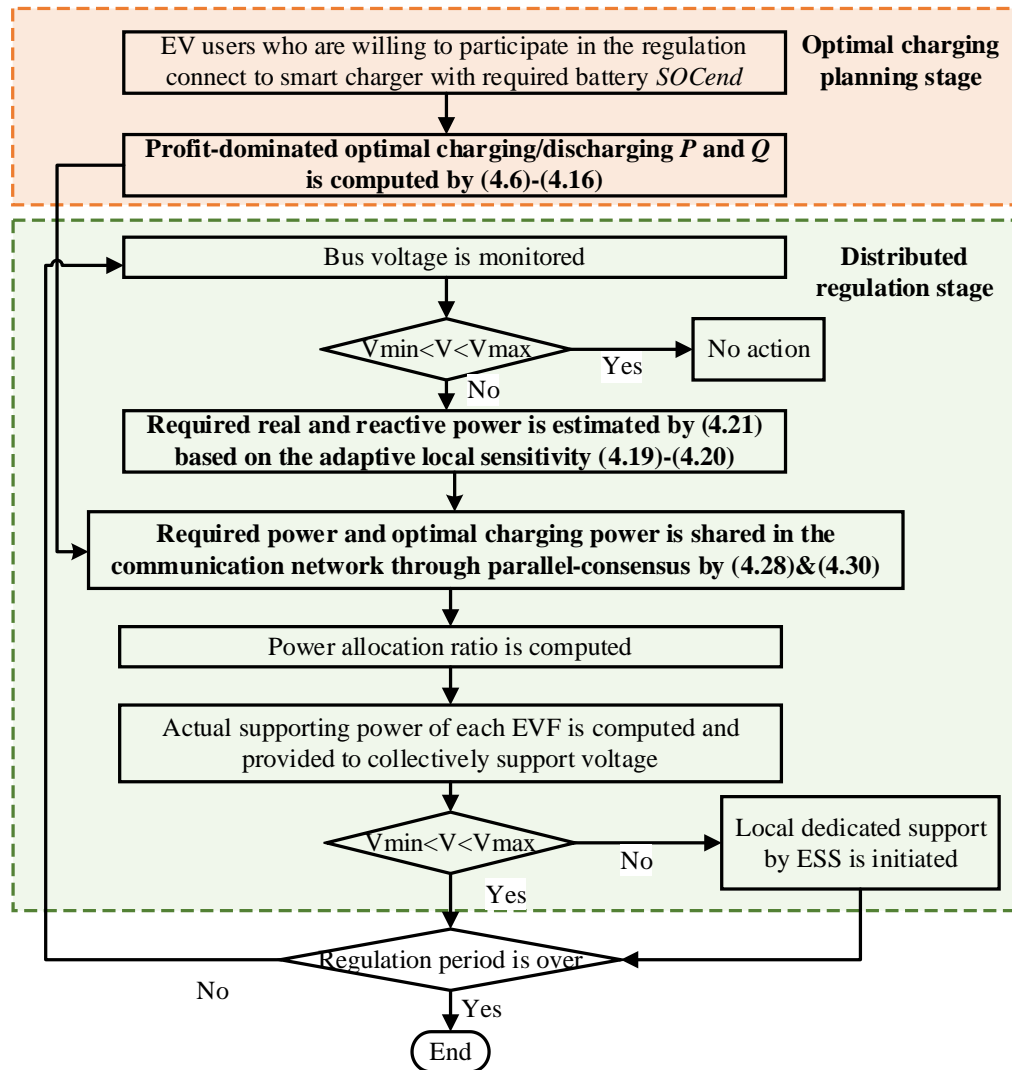 EV users who are willing to participate in the regulation
connect to smart charger with required battery SOCend
Optimal charging
planning stage
Profit-dominated optimal charging/discharging P and Q
is computed by (4.6)-(4.16)
Bus voltage is monitored
Distributed
regulation stage
Vmin<V<Vmax
Yes
No action
No
Required real and reactive power is estimated by (4.21)
based on the adaptive local sensitivity (4.19)-(4.20)
Required power and optimal charging power is shared in the
communication network through parallel-consensus by (4.28)&(4.30)
Power allocation ratio is computed
Actual supporting power of each EVF is computed and
provided to collectively support voltage
Vmin<V<Vmax
No
Local dedicated support
by ESS is initiated
Yes
Regulation period is over
No
Yes
End